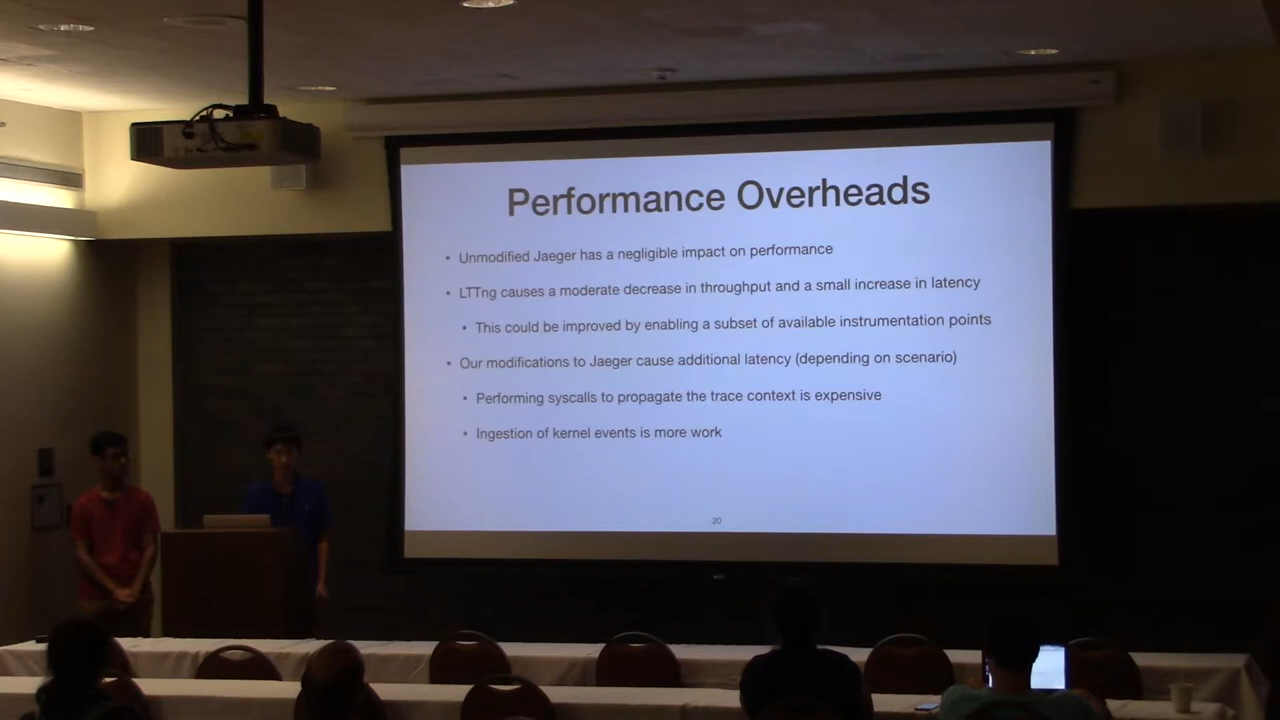 Performance Overheads
• Unmodified Jaeger has a negligible impact on performance
• LTTng causes a moderate decrease in throughput and a small increase in latency
• This could be improved by enabling a subset of available instrumentation points
• Our modifications to Jaeger cause additional latency (depending on scenario)
• Performing syscalls to propagate the trace context is expensive
• Ingestion of kernel events is more work
20